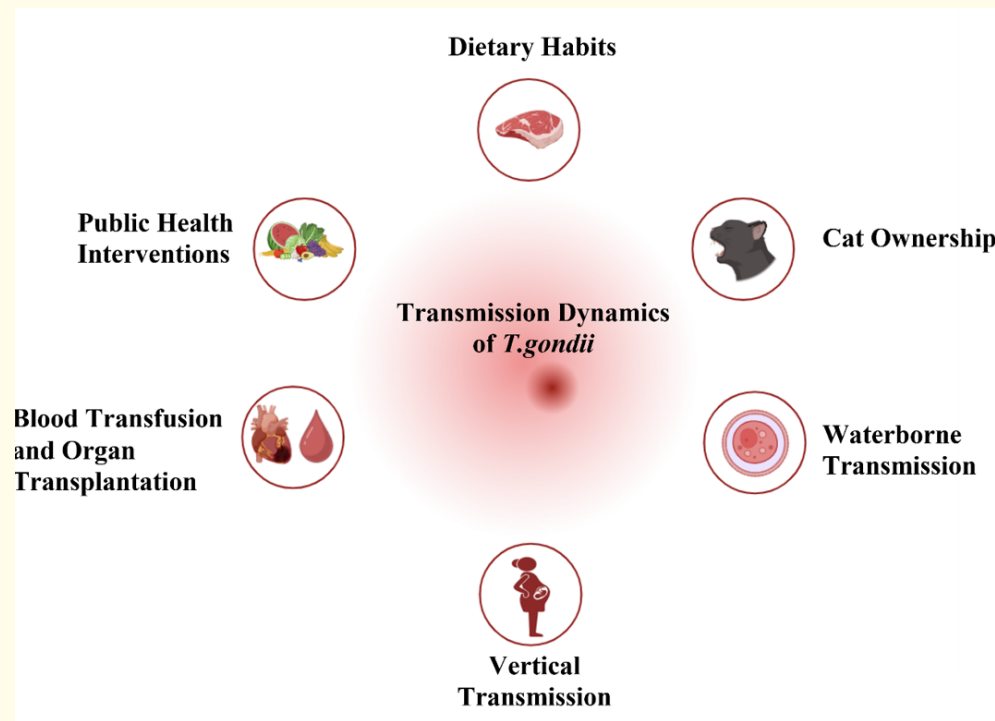 Dietary Habits
Public Health
Interventions
Cat Ownership
Transmission Dynamics
of T.gondii
Blood Transfusion
and Organ
Transplantation
Waterborne
Transmission
Vertical
Transmission